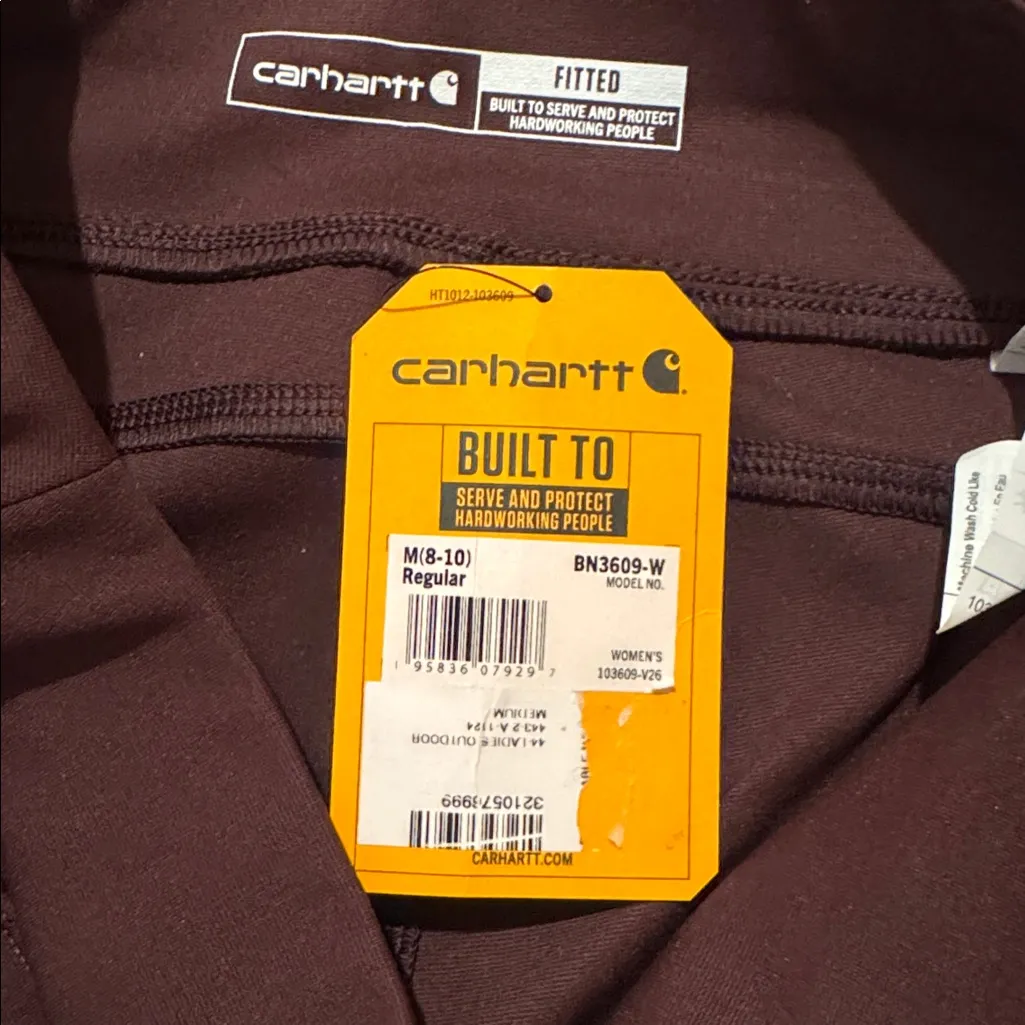 carhartt
FITTED
BUILT TO SERVE AND PROTECT
HARDWORKING PEOPLE
HT1012-103609
carhartt
BUILT TO
SERVE AND PROTECT
HARDWORKING PEOPLE
M(8-10)
Regular
BN3609-W
MODEL NO.
1 95836 07929 7
WOMEN'S
103609-V26
MEDIUM
443-2-A-1124
44-LADIES OUTDOOR
CARHARTT.COM
Machine Wash Cold Like